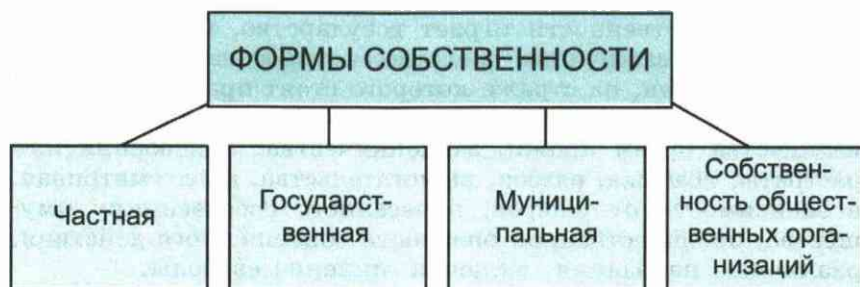 ФОРМЫ СОБСТВЕННОСТИ
Частная
Государст-
венная
Муници-
пальная
Собствен-
ность общест-
венных орга-
низаций